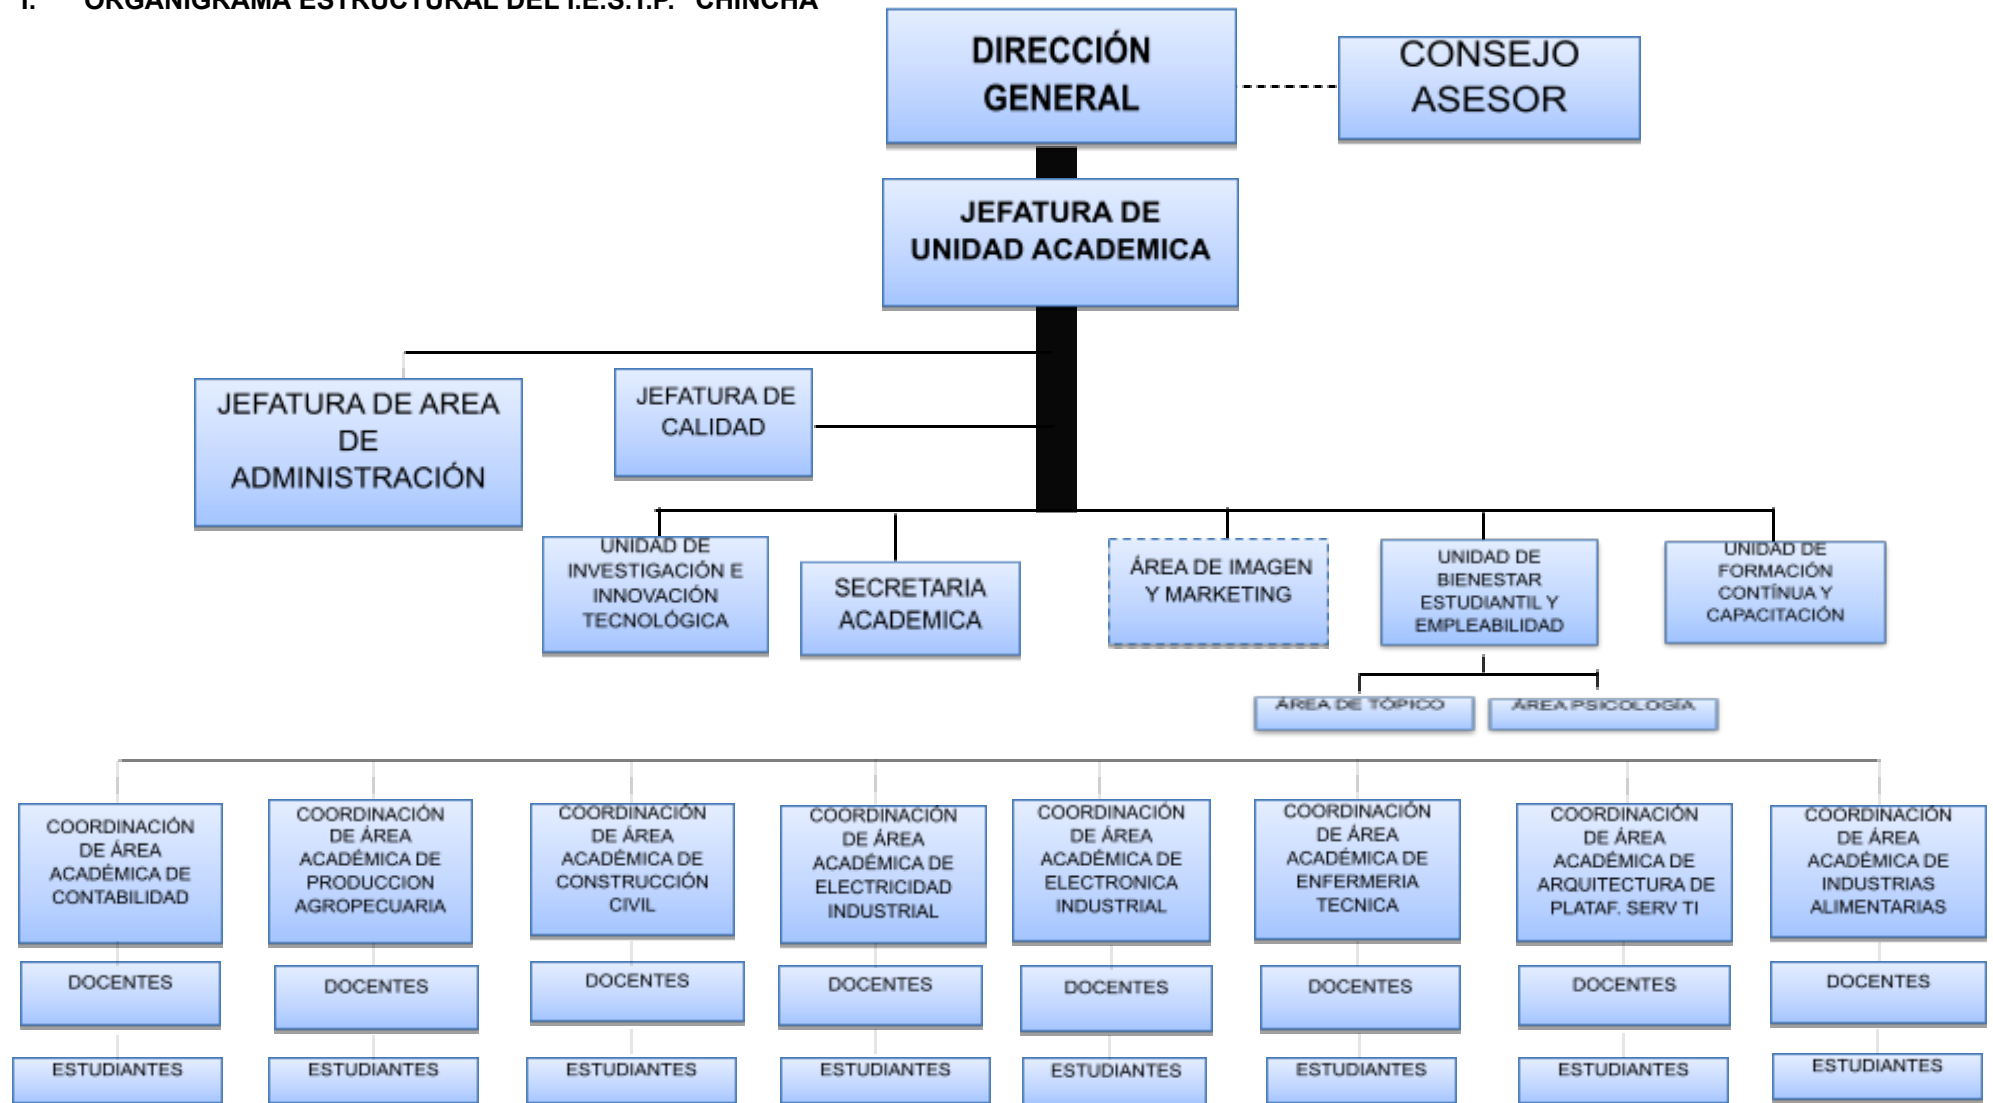 I. ORGANIGRAMA ESTRUCTURAL DEL I.E.S.T.P. "CHINCHA"
DIRECCIÓN
GENERAL
CONSEJO
ASESOR
JEFATURA DE
UNIDAD ACADEMICA
JEFATURA DE AREA
DE
ADMINISTRACIÓN
JEFATURA DE
CALIDAD
UNIDAD DE
INVESTIGACIÓN E
INNOVACIÓN
TECNOLÓGICA
SECRETARIA
ACADEMICA
ÁREA DE IMAGEN
Y MARKETING
UNIDAD DE
BIENESTAR
ESTUDIANTIL Y
EMPLEABILIDAD
UNIDAD DE
FORMACIÓN
CONTÍNUA Y
CAPACITACIÓN
ÁREA DE TÓPICO
ÁREA PSICOLOGÍA
COORDINACIÓN
DE ÁREA
ACADÉMICA DE
CONTABILIDAD
COORDINACIÓN
DE ÁREA
ACADÉMICA DE
PRODUCCION
AGROPECUARIA
COORDINACIÓN
DE ÁREA
ACADÉMICA DE
CONSTRUCCIÓN
CIVIL
COORDINACIÓN
DE ÁREA
ACADÉMICA DE
ELECTRICIDAD
INDUSTRIAL
COORDINACIÓN
DE ÁREA
ACADÉMICA DE
ELECTRONICA
INDUSTRIAL
COORDINACIÓN
DE ÁREA
ACADÉMICA DE
ENFERMERIA
TECNICA
COORDINACIÓN
DE ÁREA
ACADÉMICA DE
ARQUITECTURA DE
PLATAF. SERV TI
COORDINACIÓN
DE ÁREA
ACADÉMICA DE
INDUSTRIAS
ALIMENTARIAS
DOCENTES
DOCENTES
DOCENTES
DOCENTES
DOCENTES
DOCENTES
DOCENTES
DOCENTES
ESTUDIANTES
ESTUDIANTES
ESTUDIANTES
ESTUDIANTES
ESTUDIANTES
ESTUDIANTES
ESTUDIANTES
ESTUDIANTES